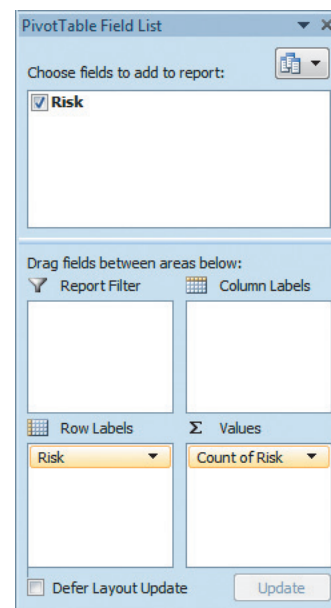 PivotTable Field List
Choose fields to add to report:
Risk
Drag fields between areas below:
Report Filter
Column Labels
Row Labels
Σ Values
Risk
Count of Risk
Defer Layout Update
Update